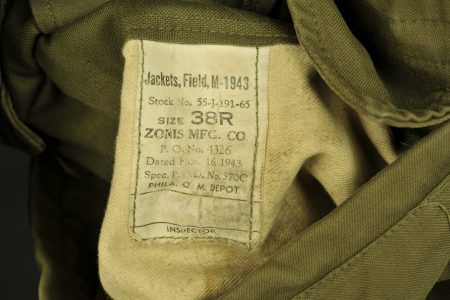 Jackets, Field, M-1943
Stock No. 55-J-191-65
SIZE 38R
ZONIS MFG. CO
P. O. No. 4326
Dated Nov. 16, 1943
Spec. P.Q.D. No. 370C
PHILA. Q. M. DEPOT
INSPECTOR